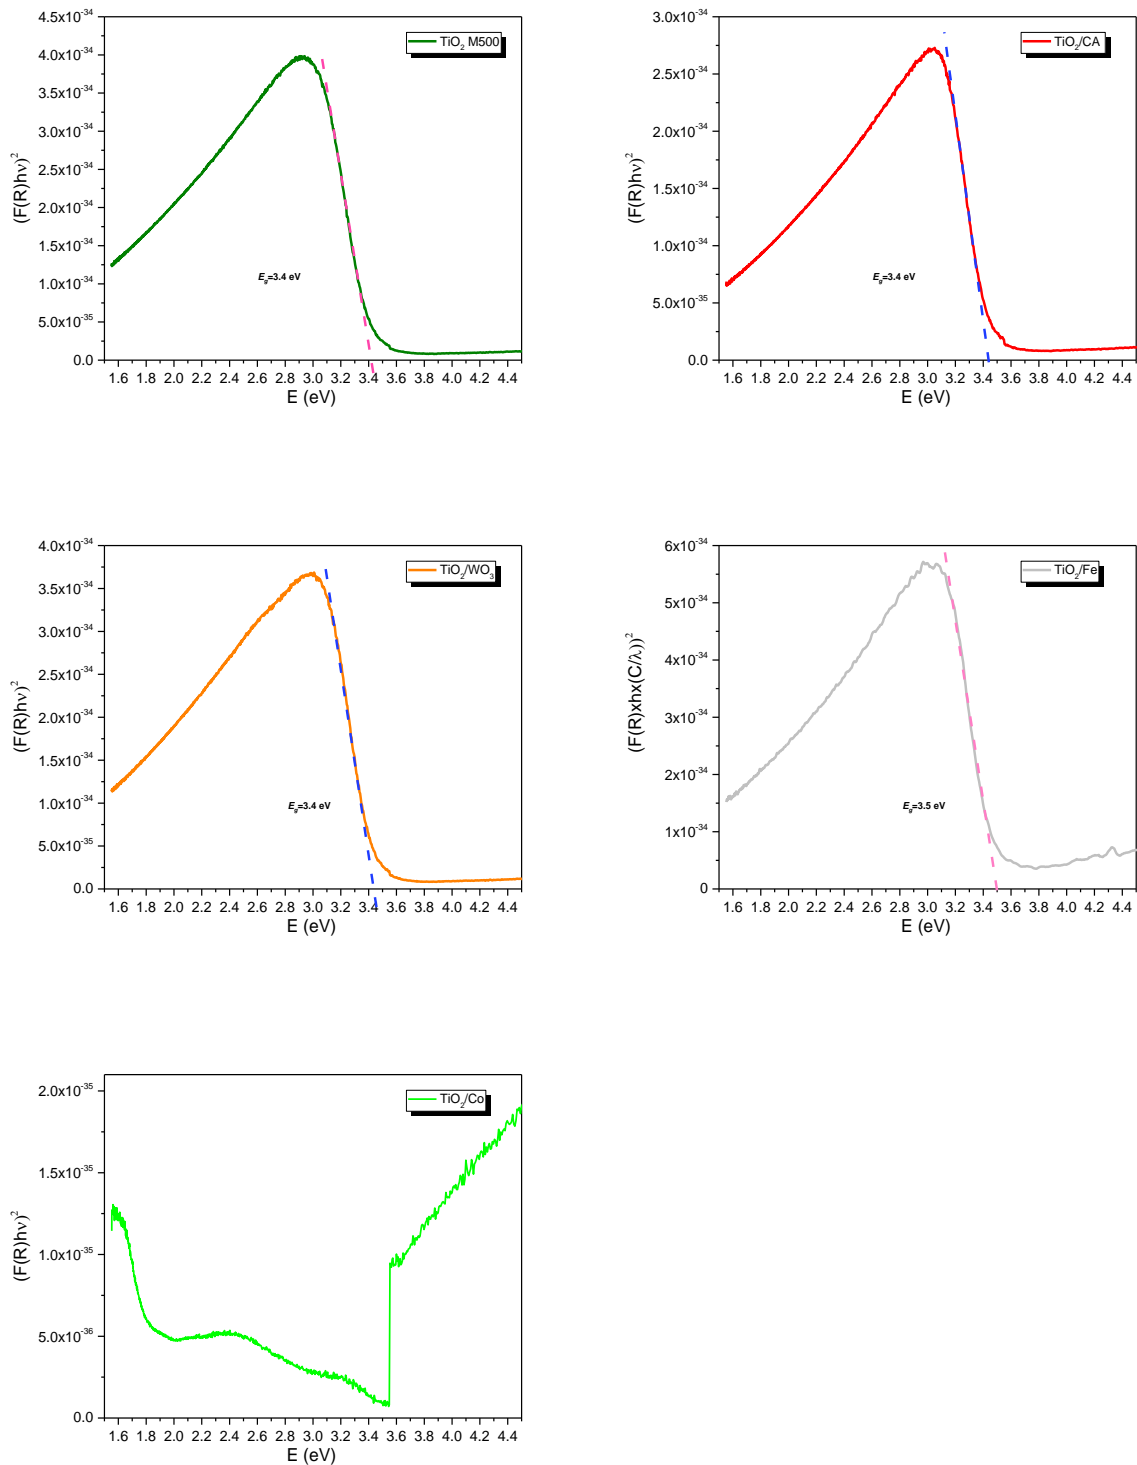 4.5x10⁻³⁴
4.0x10⁻³⁴
3.5x10⁻³⁴
3.0x10⁻³⁴
2.5x10⁻³⁴
2.0x10⁻³⁴
1.5x10⁻³⁴
1.0x10⁻³⁴
5.0x10⁻³⁵
0.0
(F(R)hν)²
TiO₂ M500
E_g=3.4 eV
1.6 1.8 2.0 2.2 2.4 2.6 2.8 3.0 3.2 3.4 3.6 3.8 4.0 4.2 4.4
E (eV)
3.0x10⁻³⁴
2.5x10⁻³⁴
2.0x10⁻³⁴
1.5x10⁻³⁴
1.0x10⁻³⁴
5.0x10⁻³⁵
0.0
(F(R)hν)²
TiO₂/CA
E_g=3.4 eV
1.6 1.8 2.0 2.2 2.4 2.6 2.8 3.0 3.2 3.4 3.6 3.8 4.0 4.2 4.4
E (eV)
4.0x10⁻³⁴
3.5x10⁻³⁴
3.0x10⁻³⁴
2.5x10⁻³⁴
2.0x10⁻³⁴
1.5x10⁻³⁴
1.0x10⁻³⁴
5.0x10⁻³⁵
0.0
(F(R)hν)²
TiO₂/WO₃
E_g=3.4 eV
1.6 1.8 2.0 2.2 2.4 2.6 2.8 3.0 3.2 3.4 3.6 3.8 4.0 4.2 4.4
E (eV)
6x10⁻³⁴
5x10⁻³⁴
4x10⁻³⁴
3x10⁻³⁴
2x10⁻³⁴
1x10⁻³⁴
0
(F(R)xhx(C/λ))²
TiO₂/Fe
E_g=3.5 eV
1.6 1.8 2.0 2.2 2.4 2.6 2.8 3.0 3.2 3.4 3.6 3.8 4.0 4.2 4.4
E (eV)
2.0x10⁻³⁵
1.5x10⁻³⁵
1.0x10⁻³⁵
5.0x10⁻³⁶
0.0
(F(R)hν)²
TiO₂/Co
1.6 1.8 2.0 2.2 2.4 2.6 2.8 3.0 3.2 3.4 3.6 3.8 4.0 4.2 4.4
E (eV)